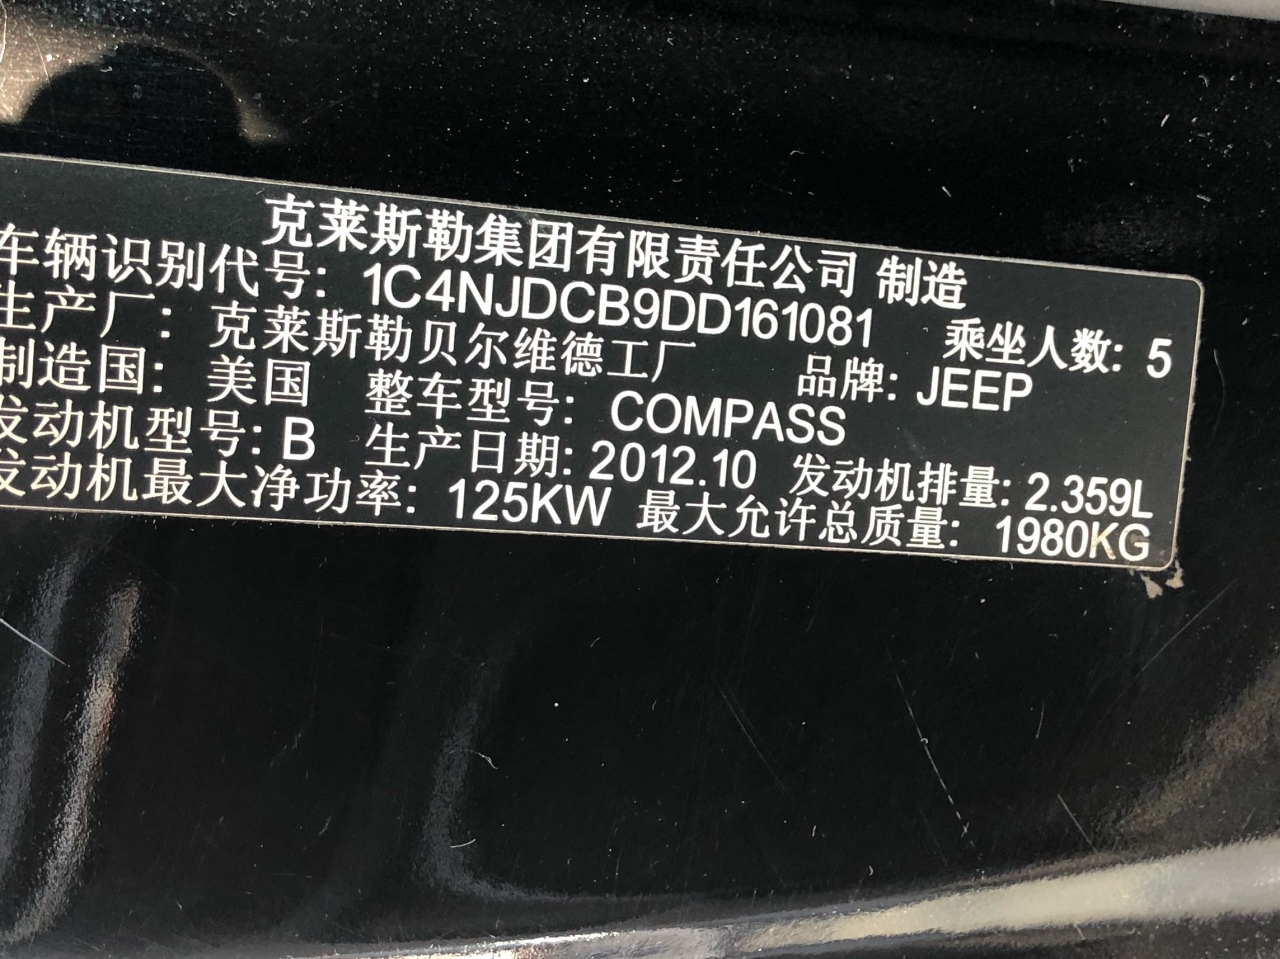 克莱斯勒集团有限责任公司 制造
车辆识别代号: 1C4NJDCB9DD161081 乘坐人数: 5
生产厂: 克莱斯勒贝尔维德工厂 品牌: JEEP
制造国: 美国 整车型号: COMPASS
发动机型号: B 生产日期: 2012.10 发动机排量: 2.359L
发动机最大净功率: 125KW 最大允许总质量: 1980KG